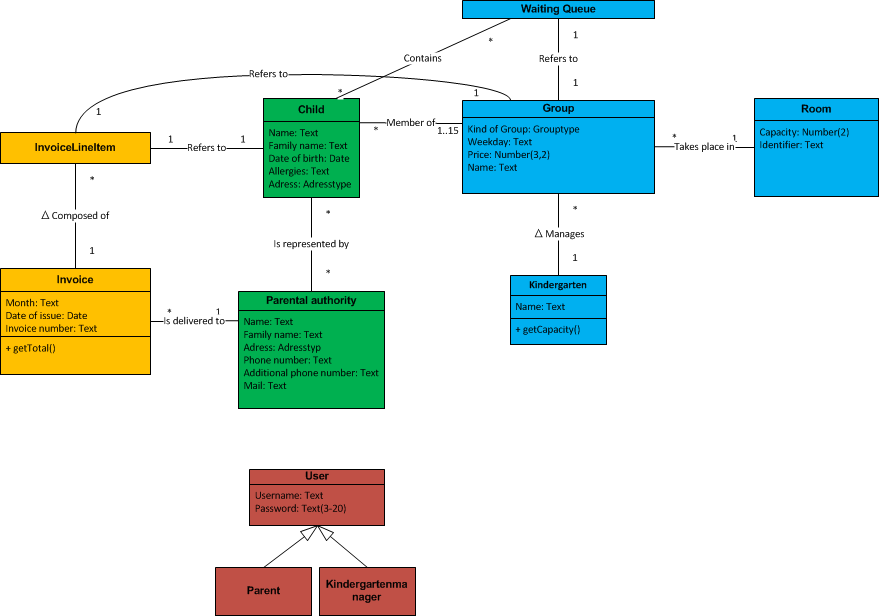 Waiting Queue
*
1
Contains
Refers to
Refers to
*
1
1
1
Child
Name: Text
Family name: Text
Date of birth: Date
Allergies: Text
Adress: Adresstype
Member of
*
1..15
Group
Kind of Group: Grouptype
Weekday: Text
Price: Number(3,2)
Name: Text
*
Takes place in
1
Room
Capacity: Number(2)
Identifier: Text
InvoiceLineItem
1
Refers to
1
*
Δ Composed of
1
*
Is represented by
*
*
Δ Manages
1
Invoice
Month: Text
Date of issue: Date
Invoice number: Text
+ getTotal()
*
Is delivered to
1
Parental authority
Name: Text
Family name: Text
Adress: Adresstyp
Phone number: Text
Additional phone number: Text
Mail: Text
Kindergarten
Name: Text
+ getCapacity()
User
Username: Text
Password: Text(3-20)
Parent
Kindergartenma
nager